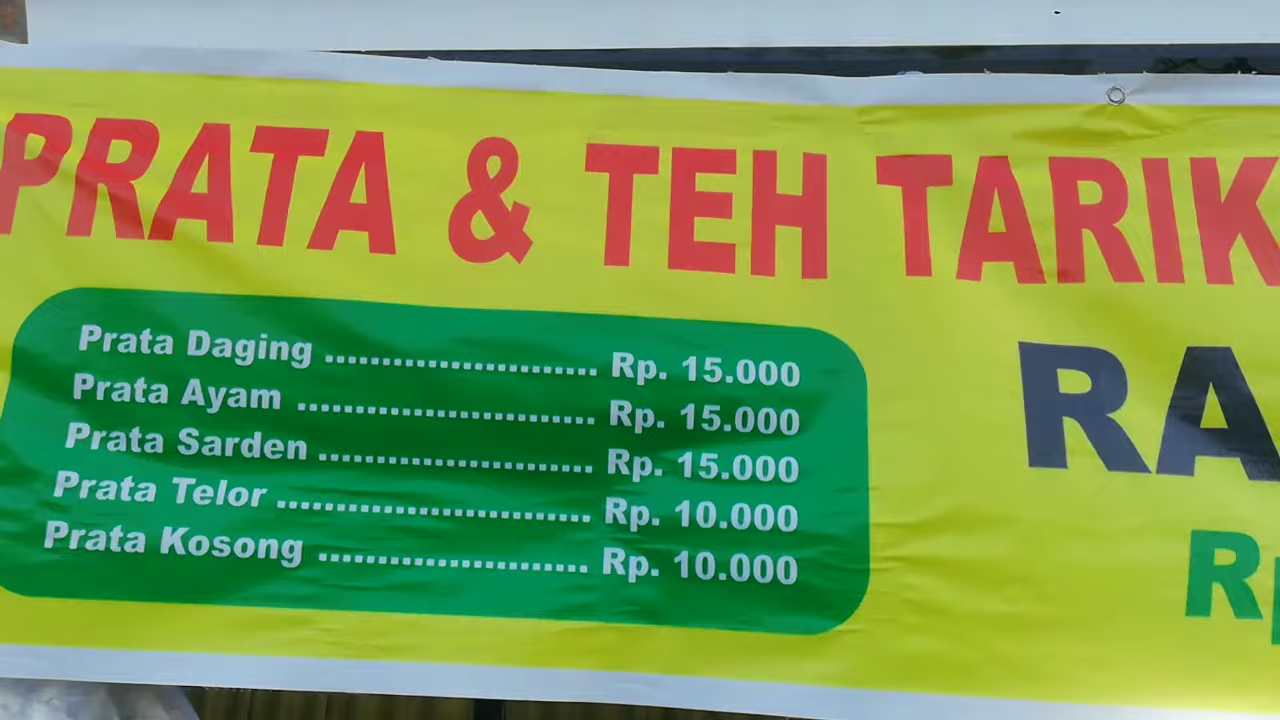 PRATA & TEH TARIK
Prata Daging ........................ Rp. 15.000
Prata Ayam .......................... Rp. 15.000
Prata Sarden ........................ Rp. 15.000
Prata Telor ........................... Rp. 10.000
Prata Kosong ........................ Rp. 10.000